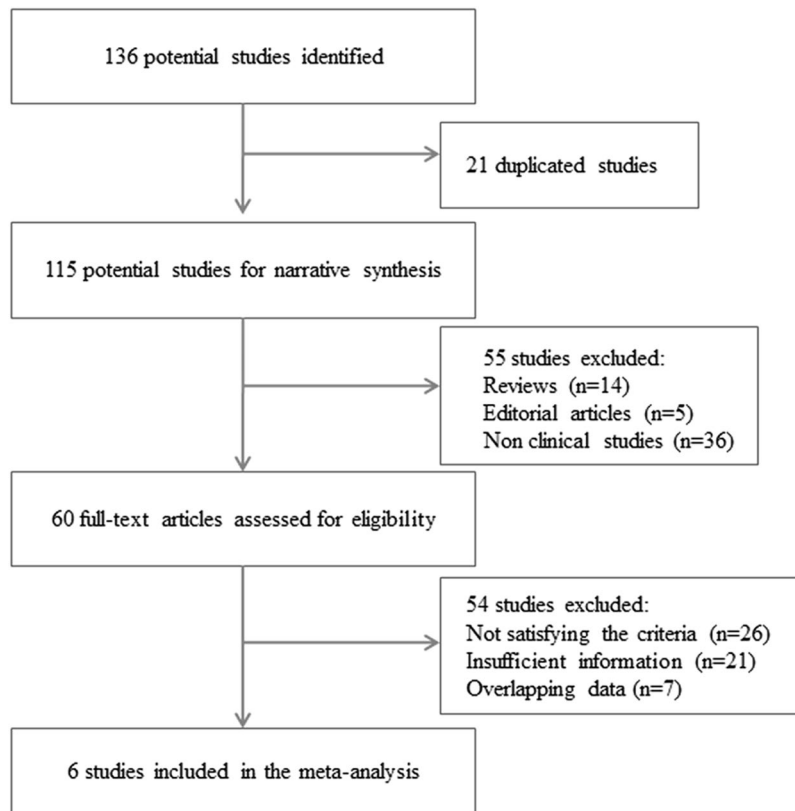 136 potential studies identified
21 duplicated studies
115 potential studies for narrative synthesis
55 studies excluded:
Reviews (n=14)
Editorial articles (n=5)
Non clinical studies (n=36)
60 full-text articles assessed for eligibility
54 studies excluded:
Not satisfying the criteria (n=26)
Insufficient information (n=21)
Overlapping data (n=7)
6 studies included in the meta-analysis